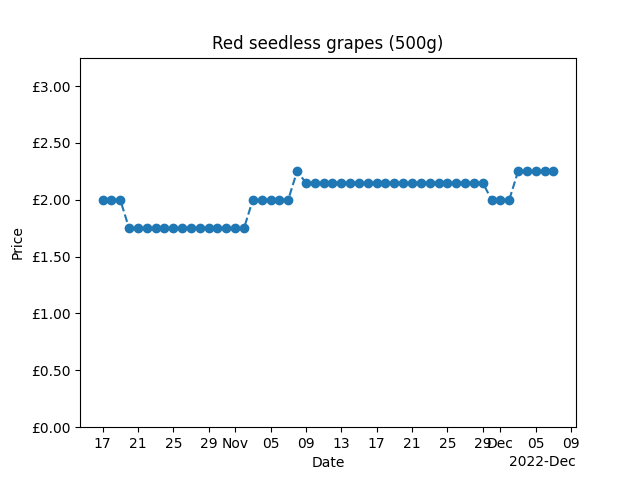 Red seedless grapes (500g)
£3.00
£2.50
£2.00
£1.50
£1.00
£0.50
£0.00
Price
17 21 25 29 Nov 05 09 13 17 21 25 29 Dec 05 09
Date
2022-Dec